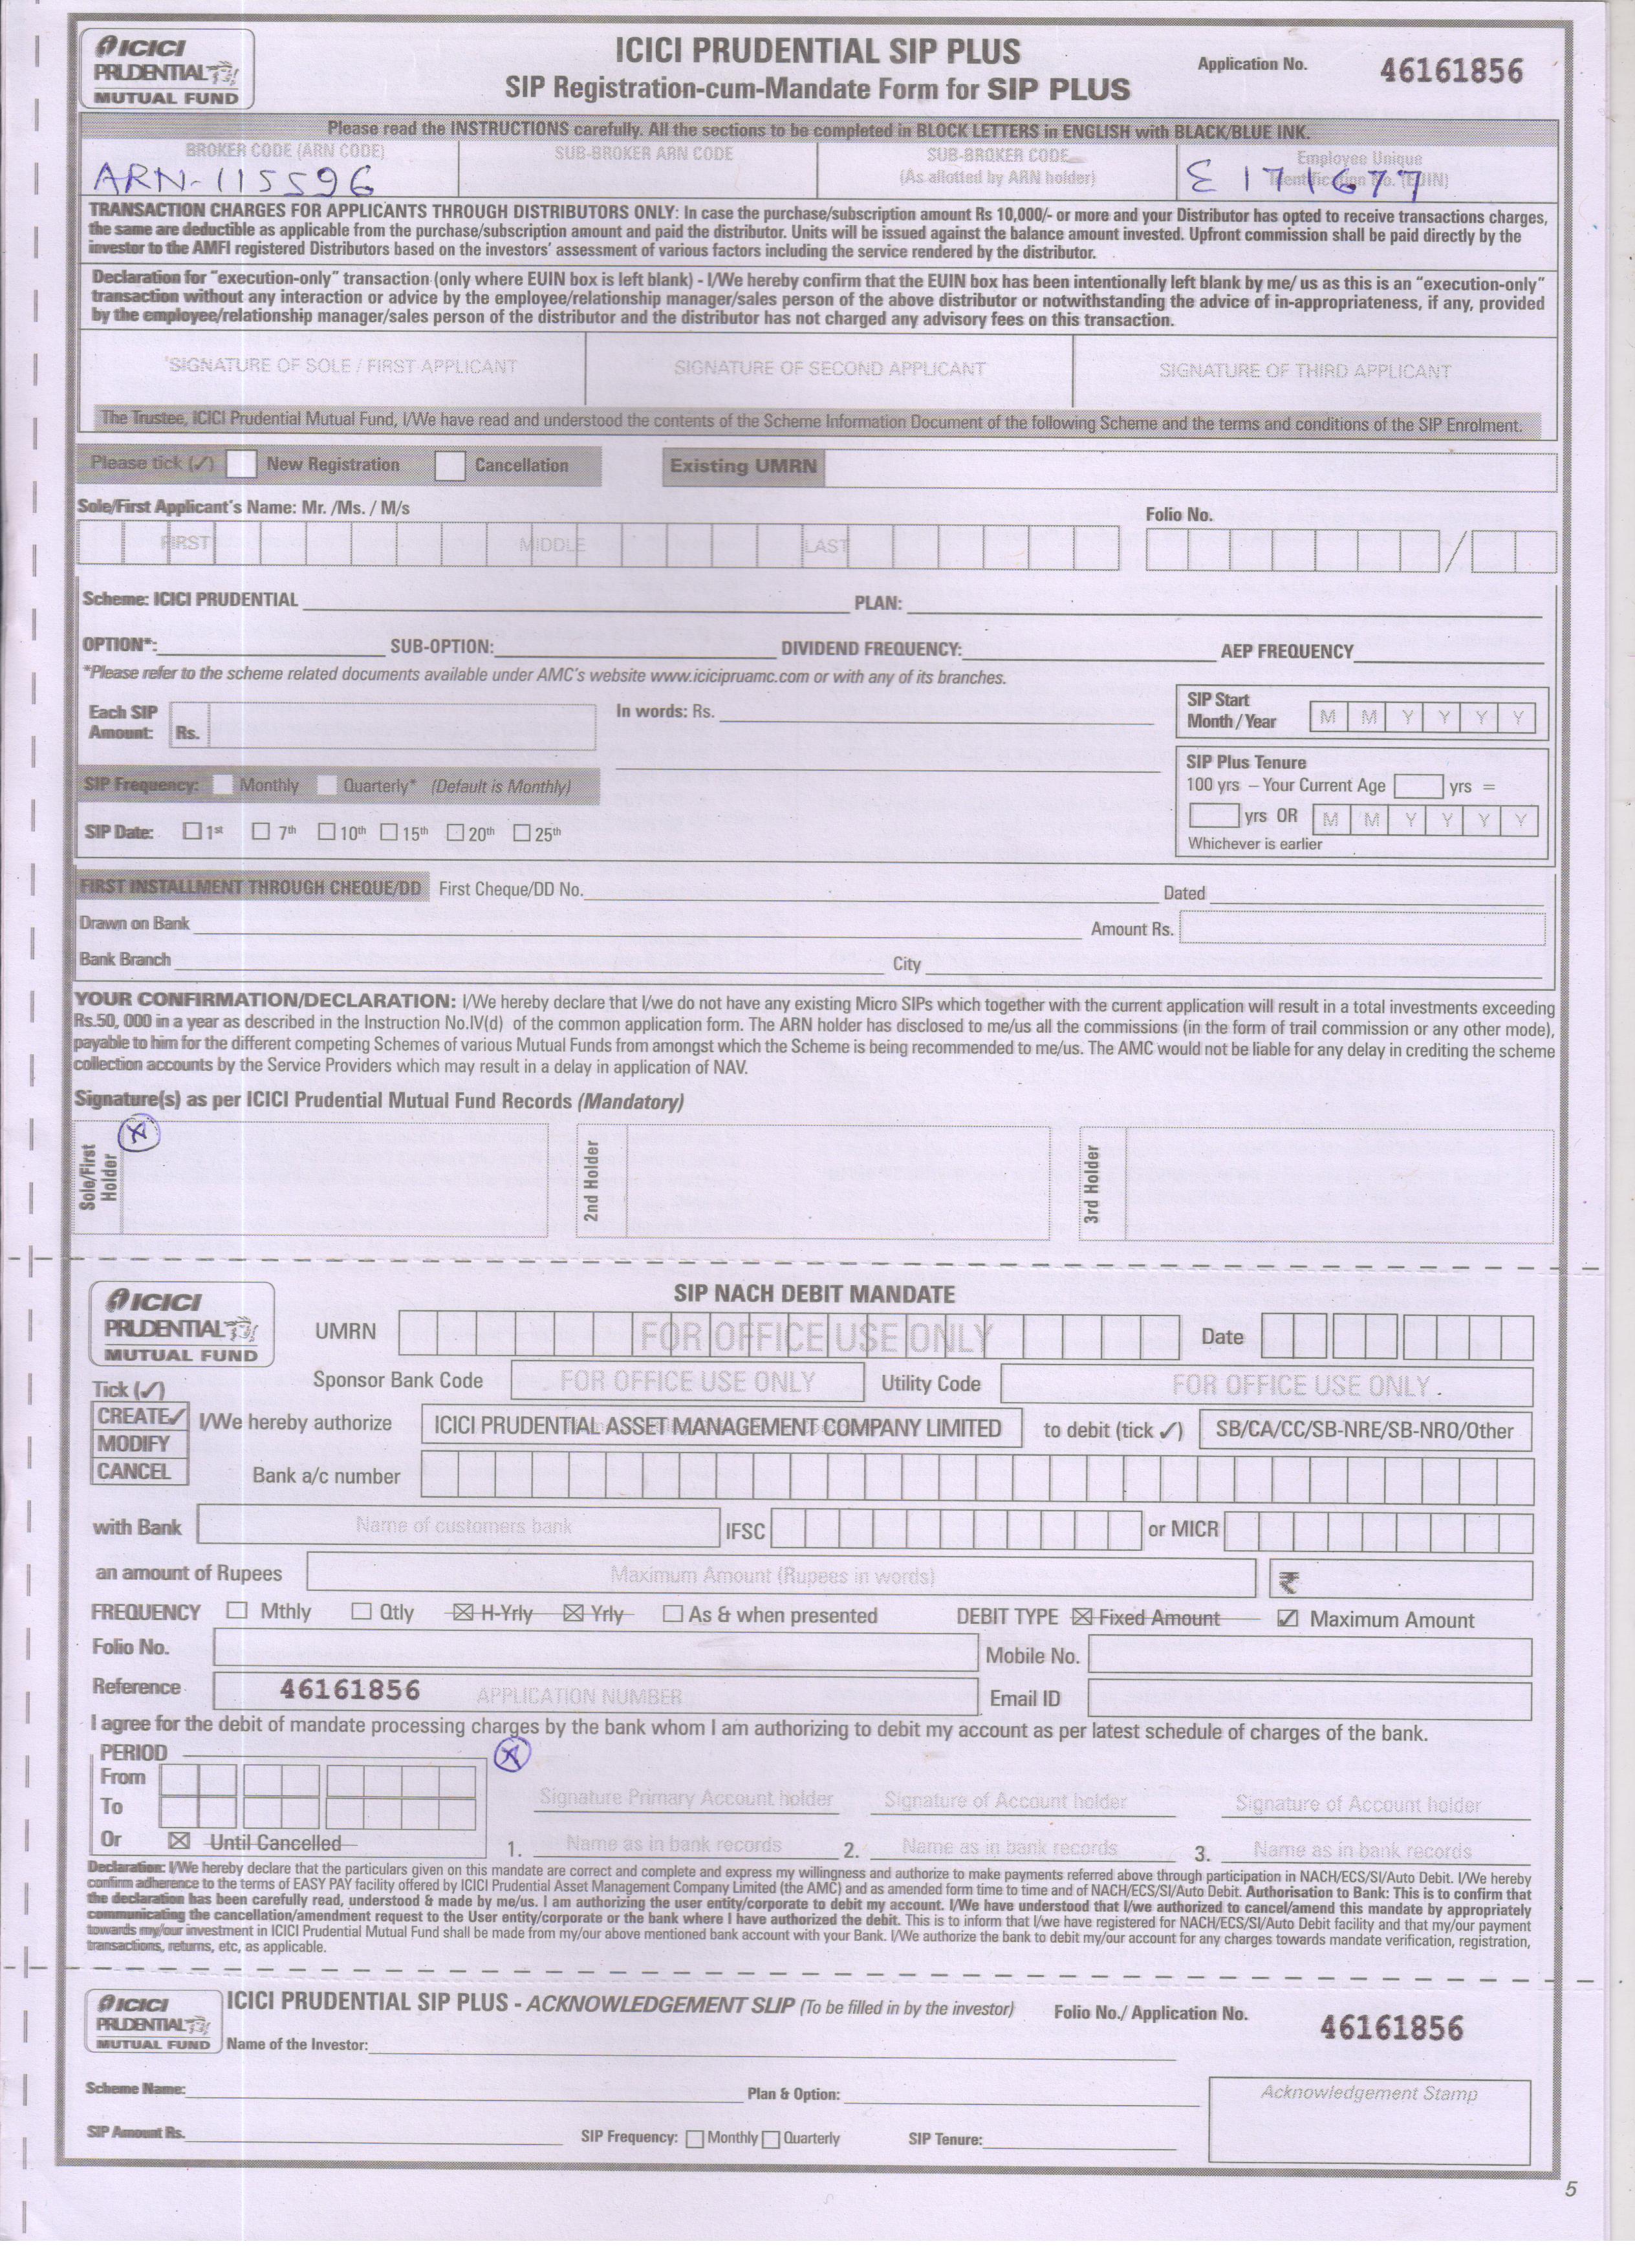 ICICI
PRUDENTIAL
MUTUAL FUND
ICICI PRUDENTIAL SIP PLUS
SIP Registration-cum-Mandate Form for SIP PLUS
Application No. 46161856
Please read the INSTRUCTIONS carefully. All the sections to be completed in BLOCK LETTERS in ENGLISH with BLACK/BLUE INK.
BROKER CODE (ARN CODE) SUB-BROKER ARN CODE SUB-BROKER CODE (As allotted by ARN holder) Employee Unique Identification No. (EUIN)
ARN-115596 E171677
TRANSACTION CHARGES FOR APPLICANTS THROUGH DISTRIBUTORS ONLY: In case the purchase/subscription amount Rs 10,000/- or more and your Distributor has opted to receive transactions charges,
the same are deductible as applicable from the purchase/subscription amount and paid the distributor. Units will be issued against the balance amount invested. Upfront commission shall be paid directly by the
investor to the AMFI registered Distributors based on the investors' assessment of various factors including the service rendered by the distributor.
Declaration for "execution-only" transaction (only where EUIN box is left blank) - I/We hereby confirm that the EUIN box has been intentionally left blank by me/ us as this is an "execution-only"
transaction without any interaction or advice by the employee/relationship manager/sales person of the above distributor or notwithstanding the advice of in-appropriateness, if any, provided
by the employee/relationship manager/sales person of the distributor and the distributor has not charged any advisory fees on this transaction.
SIGNATURE OF SOLE / FIRST APPLICANT SIGNATURE OF SECOND APPLICANT SIGNATURE OF THIRD APPLICANT
The Trustee, ICICI Prudential Mutual Fund, I/We have read and understood the contents of the Scheme Information Document of the following Scheme and the terms and conditions of the SIP Enrolment.
Please tick (✓) New Registration Cancellation Existing UMRN
Sole/First Applicant's Name: Mr. /Ms. / M/s Folio No.
FIRST MIDDLE LAST /
Scheme: ICICI PRUDENTIAL PLAN:
OPTION*: SUB-OPTION: DIVIDEND FREQUENCY: AEP FREQUENCY
*Please refer to the scheme related documents available under AMC's website www.icicipruamc.com or with any of its branches.
Each SIP Amount: Rs. In words: Rs. SIP Start Month/Year M M Y Y Y Y
SIP Frequency: Monthly Quarterly* (Default is Monthly)
SIP Plus Tenure
100 yrs – Your Current Age yrs =
yrs OR M M Y Y Y Y
Whichever is earlier
SIP Date: 1st 7th 10th 15th 20th 25th
FIRST INSTALLMENT THROUGH CHEQUE/DD First Cheque/DD No. Dated
Drawn on Bank Amount Rs.
Bank Branch City
YOUR CONFIRMATION/DECLARATION: I/We hereby declare that I/we do not have any existing Micro SIPs which together with the current application will result in a total investments exceeding
Rs.50, 000 in a year as described in the Instruction No.IV(d) of the common application form. The ARN holder has disclosed to me/us all the commissions (in the form of trail commission or any other mode),
payable to him for the different competing Schemes of various Mutual Funds from amongst which the Scheme is being recommended to me/us. The AMC would not be liable for any delay in crediting the scheme
collection accounts by the Service Providers which may result in a delay in application of NAV.
Signature(s) as per ICICI Prudential Mutual Fund Records (Mandatory)
Sole/First Holder X 2nd Holder 3rd Holder
ICICI
PRUDENTIAL
MUTUAL FUND
SIP NACH DEBIT MANDATE
UMRN FOR OFFICE USE ONLY Date
Sponsor Bank Code FOR OFFICE USE ONLY Utility Code FOR OFFICE USE ONLY
Tick (✓)
CREATE✓
MODIFY
CANCEL
I/We hereby authorize ICICI PRUDENTIAL ASSET MANAGEMENT COMPANY LIMITED to debit (tick ✓) SB/CA/CC/SB-NRE/SB-NRO/Other
Bank a/c number
with Bank Name of customers bank IFSC or MICR
an amount of Rupees Maximum Amount (Rupees in words) ₹
FREQUENCY Mthly Qtly H-Yrly Yrly As & when presented DEBIT TYPE Fixed Amount Maximum Amount
Folio No. Mobile No.
Reference 46161856 APPLICATION NUMBER Email ID
I agree for the debit of mandate processing charges by the bank whom I am authorizing to debit my account as per latest schedule of charges of the bank.
PERIOD X
From
To
Signature Primary Account holder Signature of Account holder Signature of Account holder
Or Until Cancelled
1. Name as in bank records 2. Name as in bank records 3. Name as in bank records
Declaration: I/We hereby declare that the particulars given on this mandate are correct and complete and express my willingness and authorize to make payments referred above through participation in NACH/ECS/SI/Auto Debit. I/We hereby
confirm adherence to the terms of EASY PAY facility offered by ICICI Prudential Asset Management Company Limited (the AMC) and as amended form time to time and of NACH/ECS/SI/Auto Debit. Authorisation to Bank: This is to confirm that
the declaration has been carefully read, understood & made by me/us. I am authorizing the user entity/corporate to debit my account. I/We have understood that I/we authorized to cancel/amend this mandate by appropriately
communicating the cancellation/amendment request to the User entity/corporate or the bank where I have authorized the debit. This is to inform that I/we have registered for NACH/ECS/SI/Auto Debit facility and that my/our payment
towards my/our investment in ICICI Prudential Mutual Fund shall be made from my/our above mentioned bank account with your Bank. I/We authorize the bank to debit my/our account for any charges towards mandate verification, registration,
transactions, returns, etc, as applicable.
ICICI
PRUDENTIAL
MUTUAL FUND
ICICI PRUDENTIAL SIP PLUS - ACKNOWLEDGEMENT SLIP (To be filled in by the investor) Folio No./ Application No. 46161856
Name of the Investor:
Scheme Name: Plan & Option: Acknowledgement Stamp
SIP Amount Rs. SIP Frequency: Monthly Quarterly SIP Tenure:
5